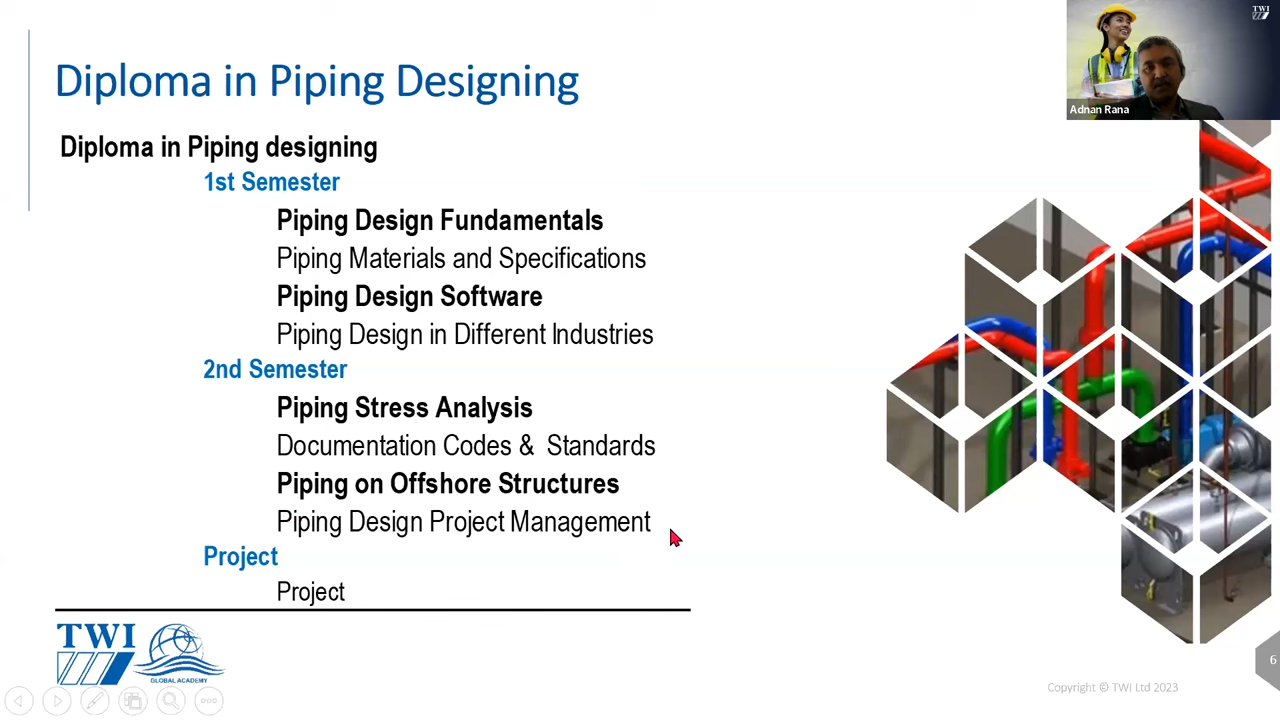 TWI
Adnan Rana
Diploma in Piping Designing
Diploma in Piping designing
1st Semester
Piping Design Fundamentals
Piping Materials and Specifications
Piping Design Software
Piping Design in Different Industries
2nd Semester
Piping Stress Analysis
Documentation Codes & Standards
Piping on Offshore Structures
Piping Design Project Management
Project
Project
TWI
GLOBAL ACADEMY
6
Copyright © TWI Ltd 2023